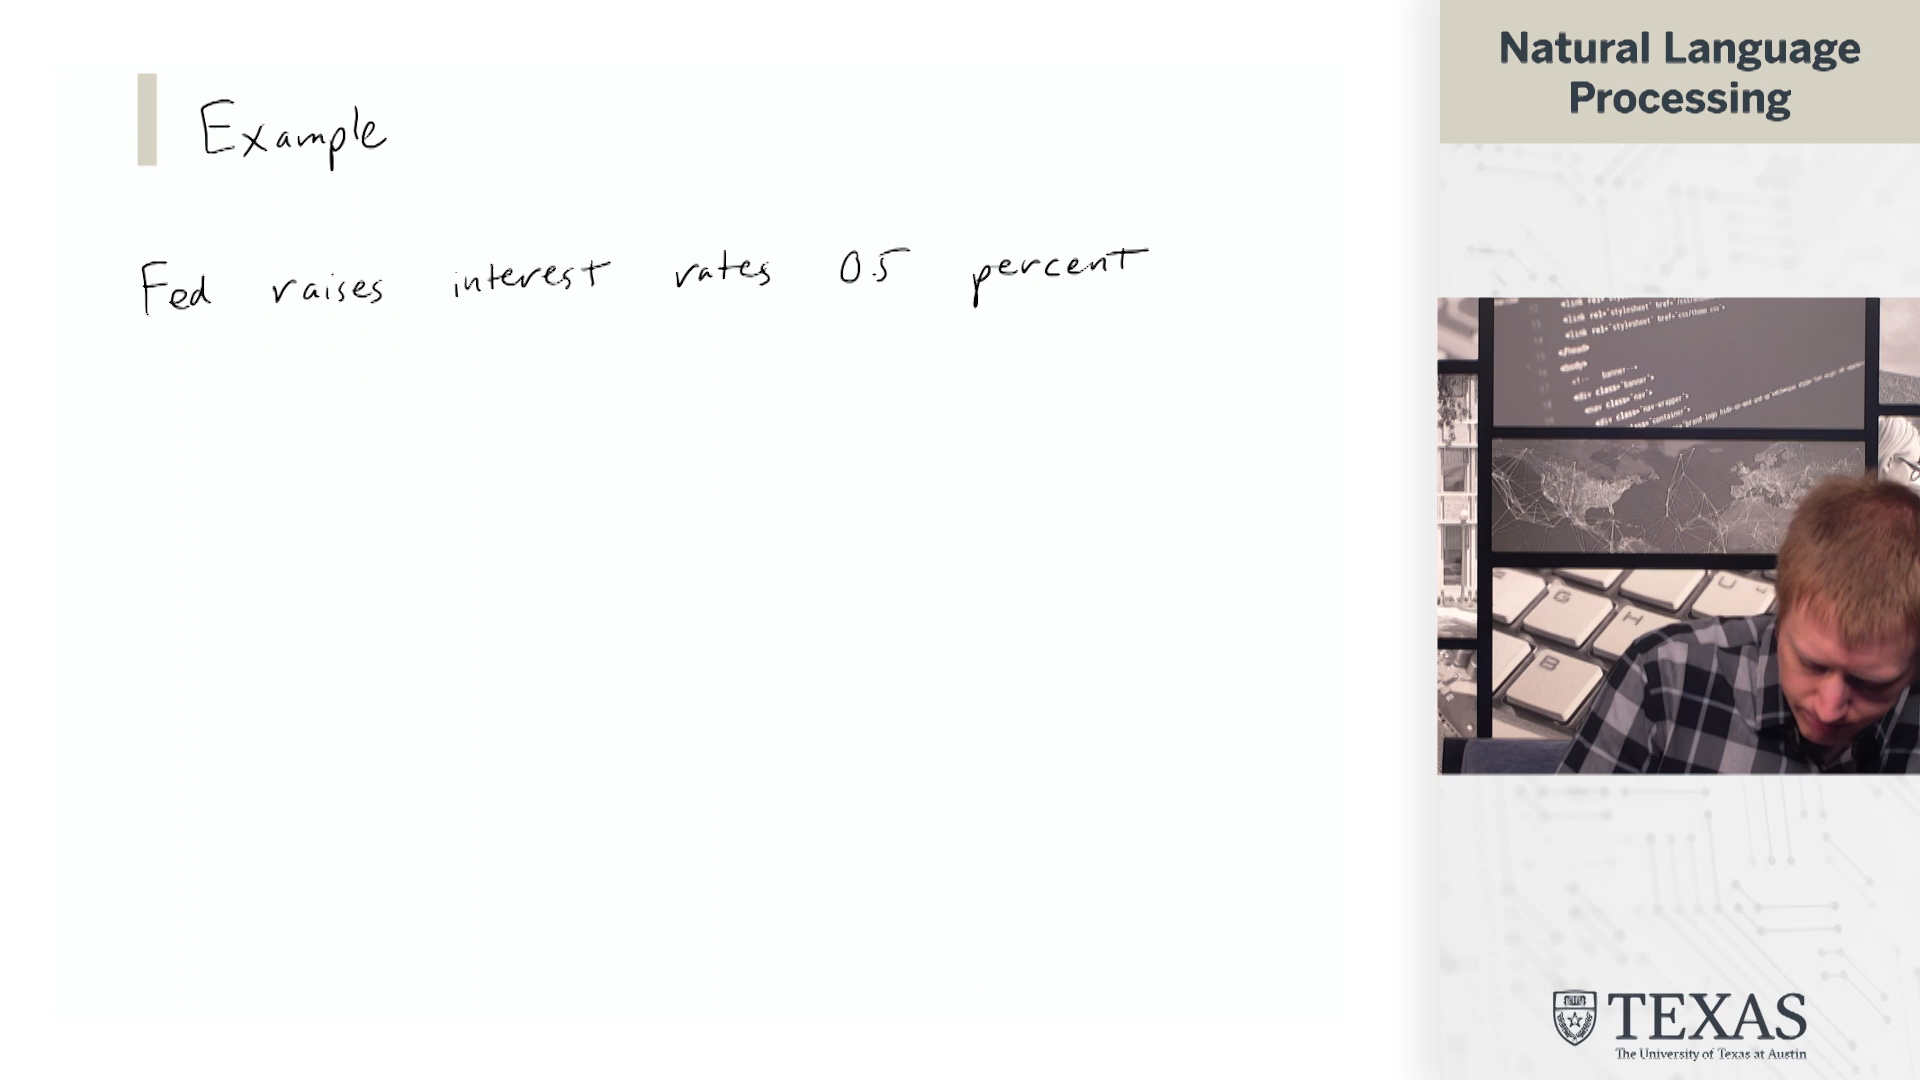 Example
Fed raises interest rates 0.5 percent
Natural Language
Processing
TEXAS
The University of Texas at Austin